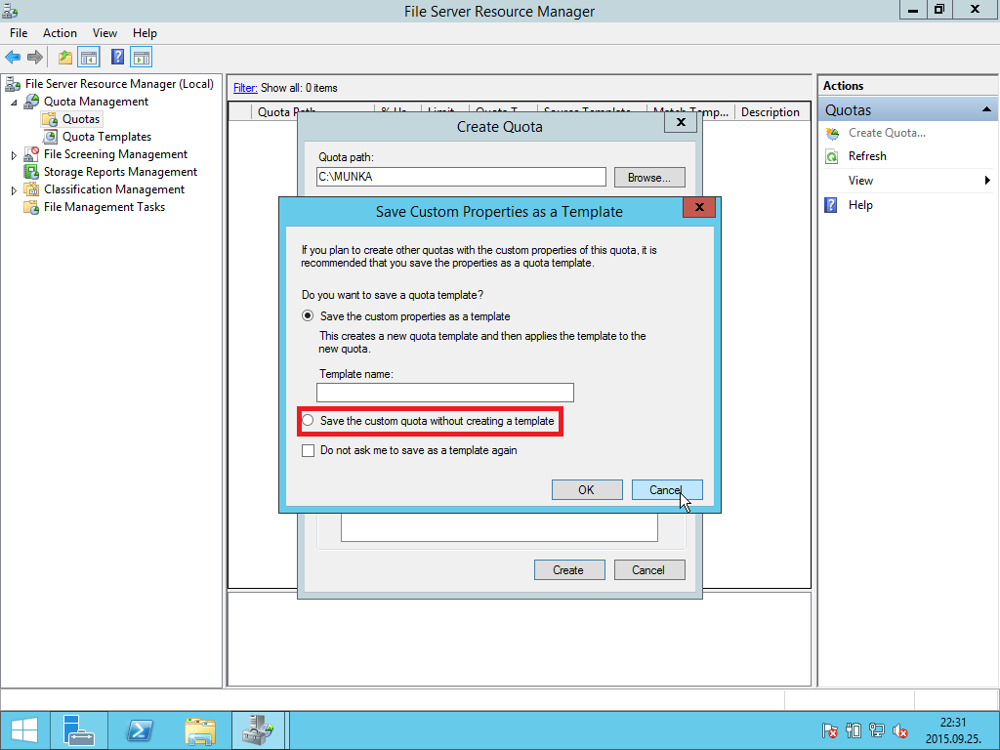 File Server Resource Manager
File Action View Help
File Server Resource Manager (Local)
Quota Management
Quotas
Quota Templates
File Screening Management
Storage Reports Management
Classification Management
File Management Tasks
Filter: Show all: 0 items
Quota Path % Limit Quota T... Source Template Match Temp... Description
Create Quota
Quota path:
C:\MUNKA
Browse...
Save Custom Properties as a Template
If you plan to create other quotas with the custom properties of this quota, it is
recommended that you save the properties as a quota template.
Do you want to save a quota template?
Save the custom properties as a template
This creates a new quota template and then applies the template to the
new quota.
Template name:
Save the custom quota without creating a template
Do not ask me to save as a template again
OK Cancel
Create Cancel
Actions
Quotas
Create Quota...
Refresh
View
Help
22:31
2015.09.25.